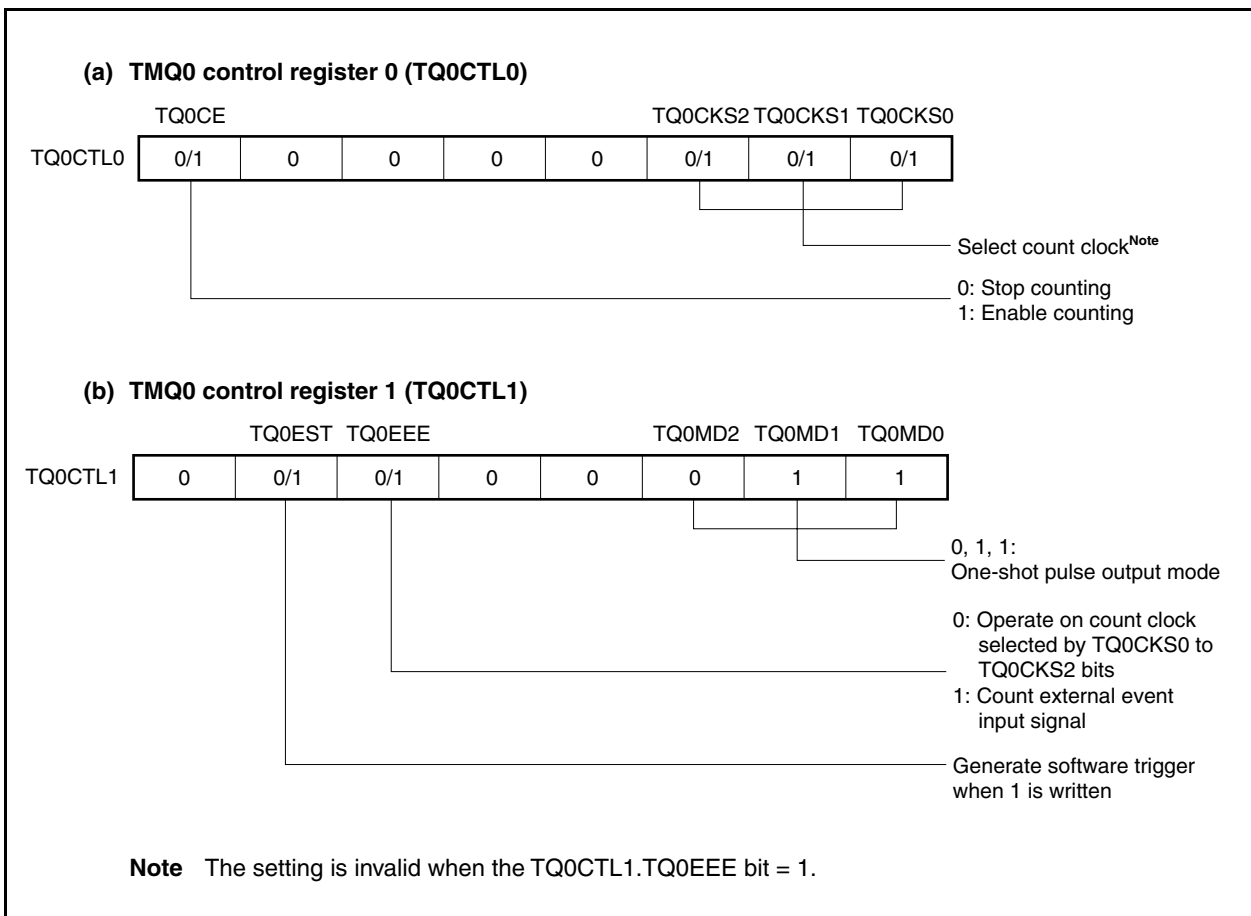 (a) TMQ0 control register 0 (TQ0CTL0)
TQ0CE TQ0CKS2 TQ0CKS1 TQ0CKS0
TQ0CTL0 0/1 0 0 0 0 0/1 0/1 0/1
Select count clockNote
0: Stop counting
1: Enable counting
(b) TMQ0 control register 1 (TQ0CTL1)
TQ0EST TQ0EEE TQ0MD2 TQ0MD1 TQ0MD0
TQ0CTL1 0 0/1 0/1 0 0 0 1 1
0, 1, 1:
One-shot pulse output mode
0: Operate on count clock
selected by TQ0CKS0 to
TQ0CKS2 bits
1: Count external event
input signal
Generate software trigger
when 1 is written
Note The setting is invalid when the TQ0CTL1.TQ0EEE bit = 1.